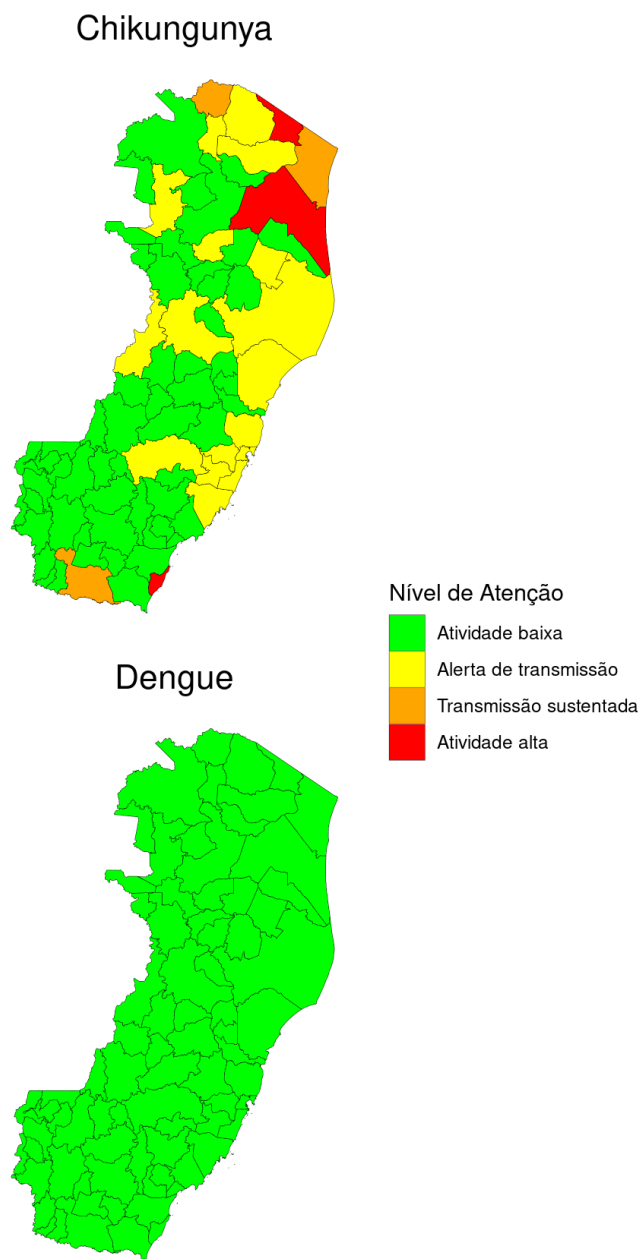 Chikungunya
Nível de Atenção
Atividade baixa
Alerta de transmissão
Transmissão sustentada
Atividade alta
Dengue